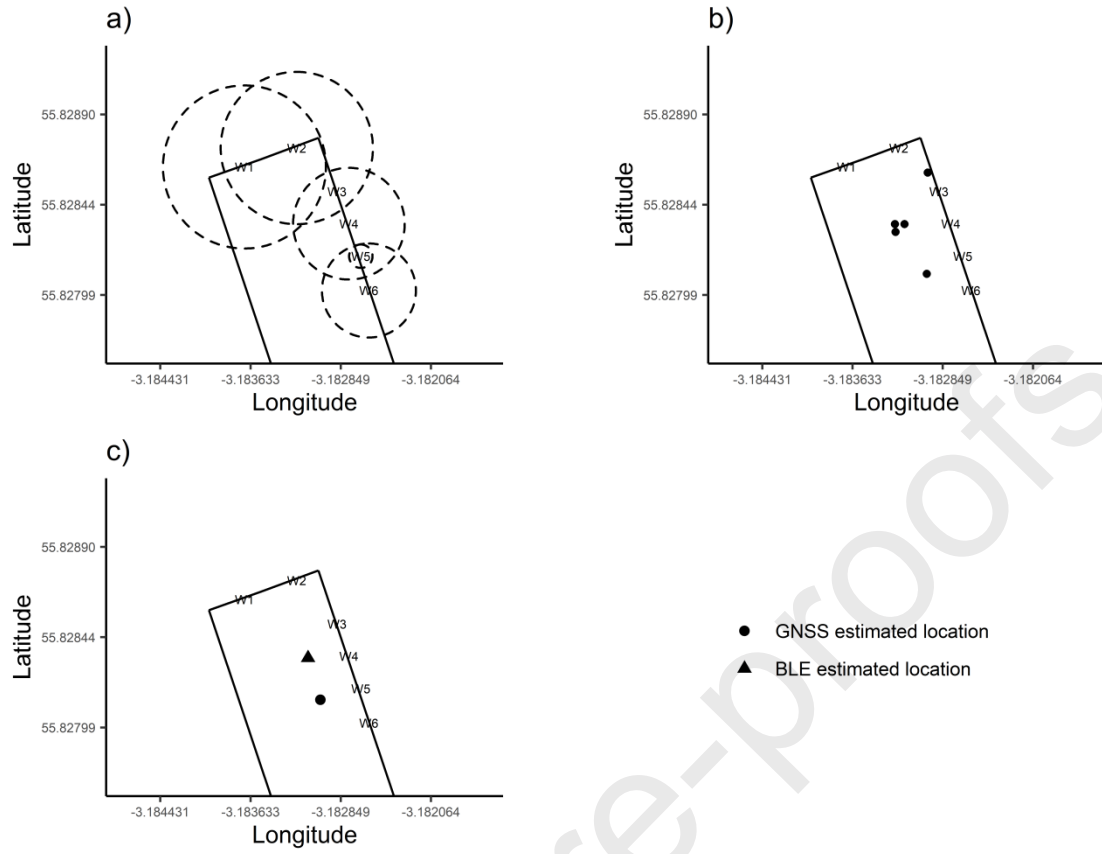 a)
Latitude
55.82890
55.82844
55.82799
W1
W2
W3
W4
W5
W6
-3.184431
-3.183633
-3.182849
-3.182064
Longitude
b)
Latitude
55.82890
55.82844
55.82799
W1
W2
W3
W4
W5
W6
-3.184431
-3.183633
-3.182849
-3.182064
Longitude
c)
Latitude
55.82890
55.82844
55.82799
W1
W2
W3
W4
W5
W6
-3.184431
-3.183633
-3.182849
-3.182064
Longitude
GNSS estimated location
BLE estimated location
e-proofs